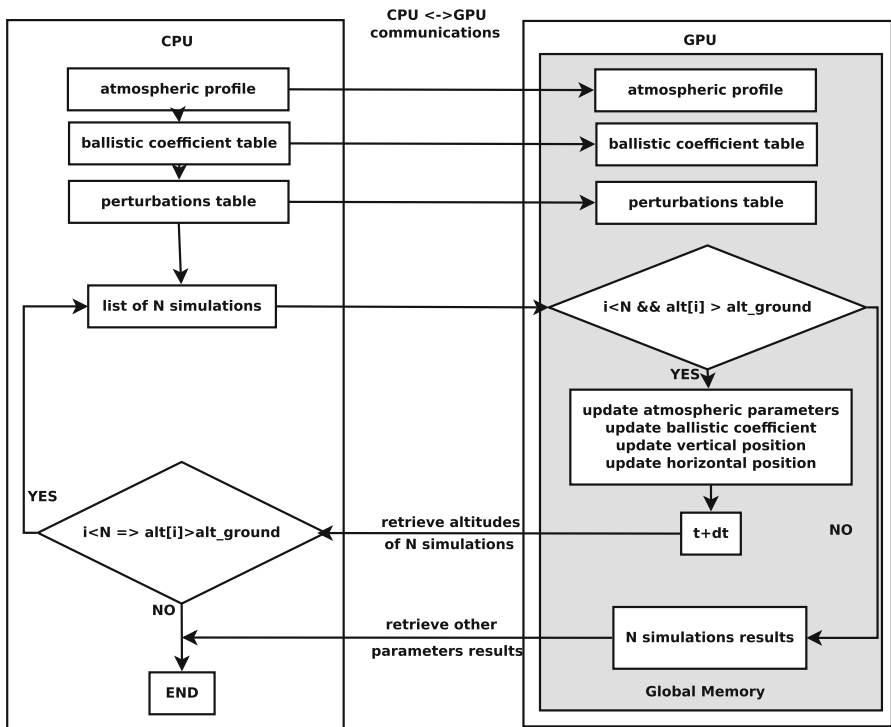 CPU <->GPU
communications
CPU
GPU
atmospheric profile
atmospheric profile
ballistic coefficient table
ballistic coefficient table
perturbations table
perturbations table
list of N simulations
i<N && alt[i] > alt_ground
YES
update atmospheric parameters
update ballistic coefficient
update vertical position
update horizontal position
YES
i<N => alt[i]>alt_ground
retrieve altitudes
of N simulations
t+dt
NO
NO
retrieve other
parameters results
N simulations results
END
Global Memory